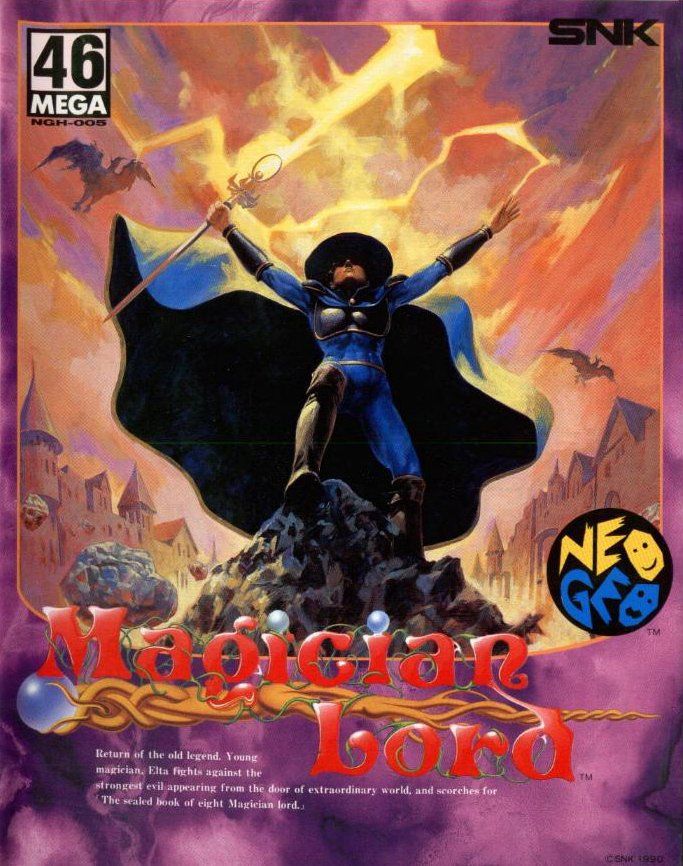 46
MEGA
NGH-005
SNK
NEO
GEO
TM
Magician
Lord
TM
Return of the old legend. Young
magician, Elta fights against the
strongest evil appearing from the door of extraordinary world, and scorches for
「The sealed book of eight Magician lord.」
©SNK 1990